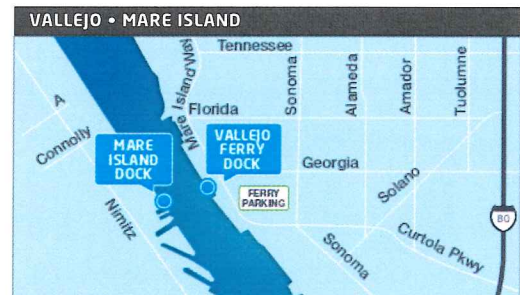 VALLEJO • MARE ISLAND
Tennessee
Mare Island Way
Florida
Sonoma
Alameda
Amador
Tuolumne
A
Connolly
MARE
ISLAND
DOCK
VALLEJO
FERRY
DOCK
Georgia
FERRY
PARKING
Solano
80
Nimitz
Sonoma
Curtola Pkwy